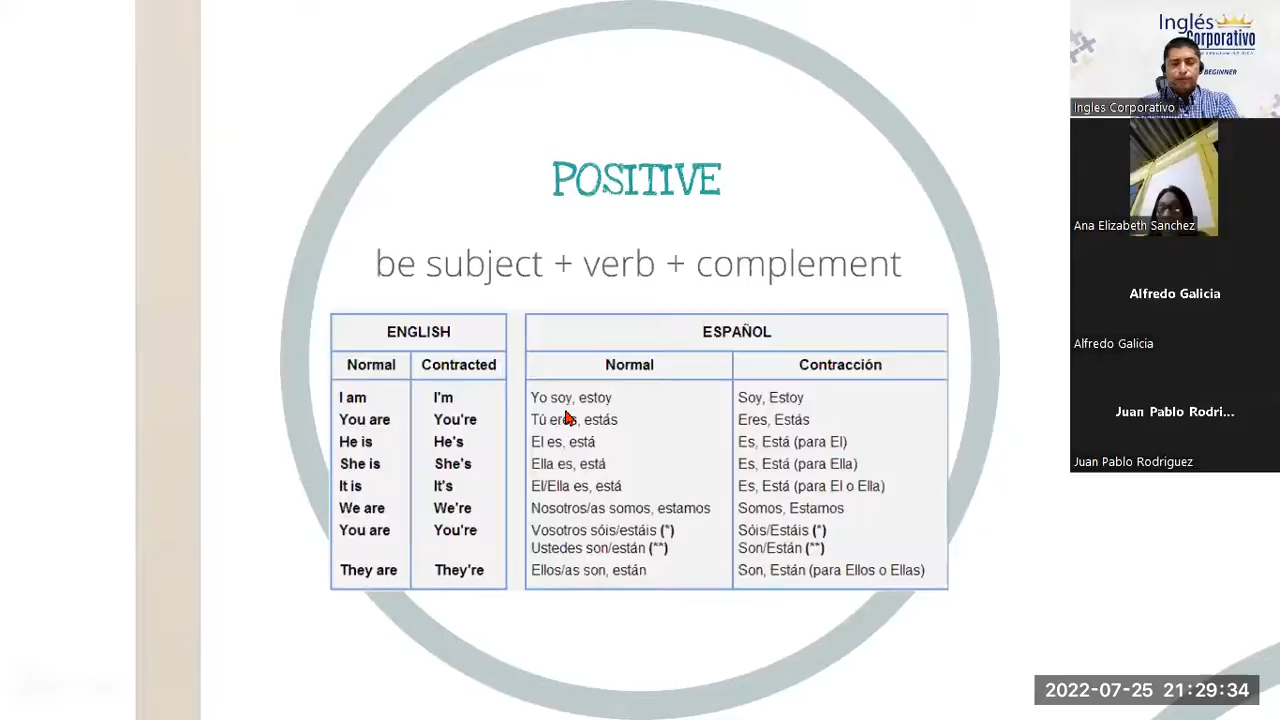 POSITIVE
be subject + verb + complement
ENGLISH
Normal Contracted
I am I'm
You are You're
He is He's
She is She's
It is It's
We are We're
You are You're
They are They're
ESPAÑOL
Normal Contracción
Yo soy, estoy Soy, Estoy
Tú eres, estás Eres, Estás
El es, está Es, Está (para El)
Ella es, está Es, Está (para Ella)
El/Ella es, está Es, Está (para El o Ella)
Nosotros/as somos, estamos Somos, Estamos
Vosotros sóis/estáis (*) Sóis/Estáis (*)
Ustedes son/están (**) Son/Están (**)
Ellos/as son, están Son, Están (para Ellos o Ellas)
Inglés
Corporativo
BEGINNER
Ingles Corporativo
Ana Elizabeth Sanchez
Alfredo Galicia
Alfredo Galicia
Juan Pablo Rodri...
Juan Pablo Rodriguez
2022-07-25 21:29:34